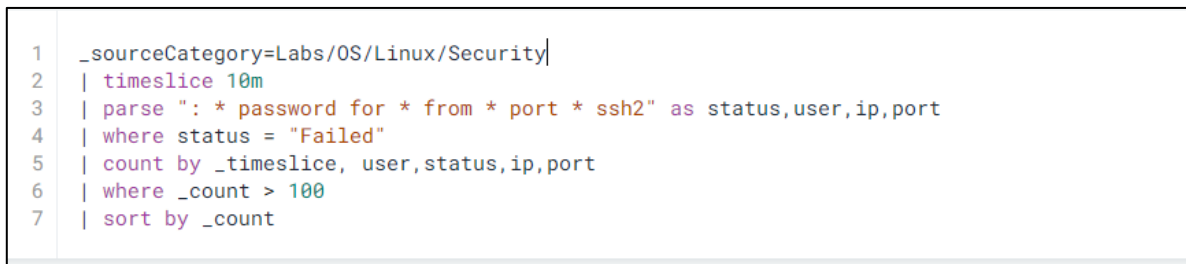 1 _sourceCategory=Labs/OS/Linux/Security
2 | timeslice 10m
3 | parse ": * password for * from * port * ssh2" as status,user,ip,port
4 | where status = "Failed"
5 | count by _timeslice, user,status,ip,port
6 | where _count > 100
7 | sort by _count